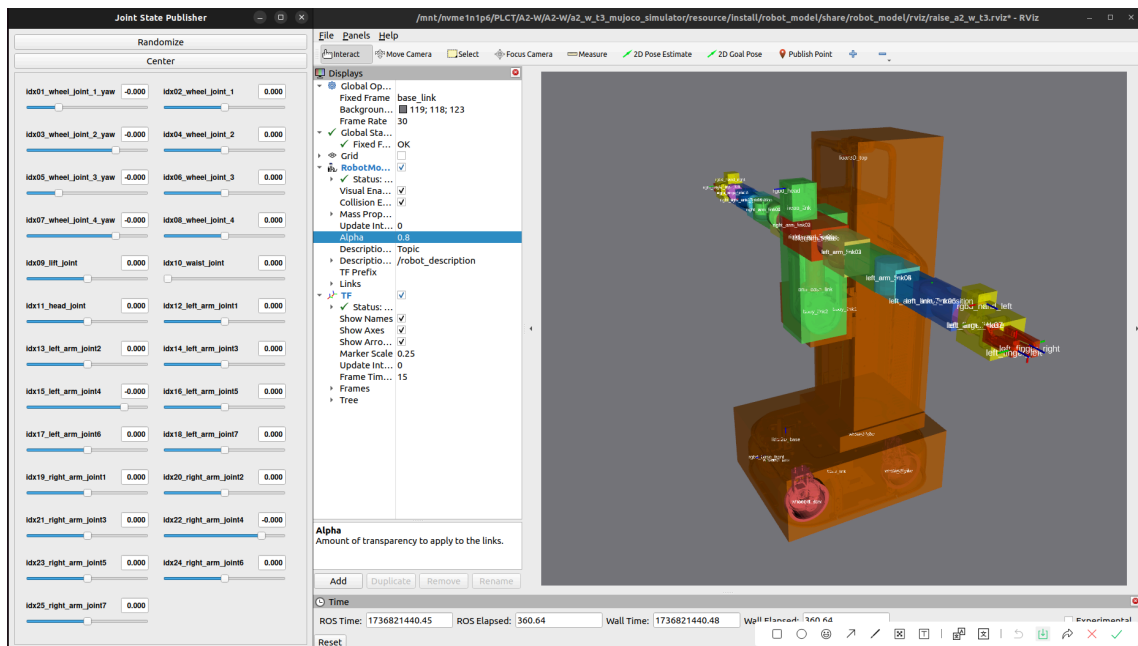 Joint State Publisher
Randomize
Center
idx01_wheel_joint_1_yaw -0.000 idx02_wheel_joint_1 0.000
idx03_wheel_joint_2_yaw -0.000 idx04_wheel_joint_2 0.000
idx05_wheel_joint_3_yaw -0.000 idx06_wheel_joint_3 0.000
idx07_wheel_joint_4_yaw -0.000 idx08_wheel_joint_4 0.000
idx09_lift_joint 0.000 idx10_waist_joint 0.000
idx11_head_joint 0.000 idx12_left_arm_joint1 0.000
idx13_left_arm_joint2 0.000 idx14_left_arm_joint3 0.000
idx15_left_arm_joint4 -0.000 idx16_left_arm_joint5 0.000
idx17_left_arm_joint6 0.000 idx18_left_arm_joint7 0.000
idx19_right_arm_joint1 0.000 idx20_right_arm_joint2 0.000
idx21_right_arm_joint3 0.000 idx22_right_arm_joint4 -0.000
idx23_right_arm_joint5 0.000 idx24_right_arm_joint6 0.000
idx25_right_arm_joint7 0.000
/mnt/nvme1n1p6/PLCT/A2-W/A2-W/a2_w_t3_mujoco_simulator/resource/install/robot_model/share/robot_model/rviz/raise_a2_w_t3.rviz* - RViz
File Panels Help
Interact Move Camera Select Focus Camera Measure 2D Pose Estimate 2D Goal Pose Publish Point
Displays
Global Op...
Fixed Frame base_link
Backgroun... 119; 118; 123
Frame Rate 30
Global Sta...
Fixed F... OK
Grid
RobotMo...
Status: ...
Visual Ena...
Collision E...
Mass Prop...
Update Int... 0
Alpha 0.8
Descriptio... Topic
Descriptio... /robot_description
TF Prefix
Links
TF
Status: ...
Show Names
Show Axes
Show Arro...
Marker Scale 0.25
Update Int... 0
Frame Tim... 15
Frames
Tree
Alpha
Amount of transparency to apply to the links.
Add Duplicate Remove Rename
rgbd_head
head_link
left_arm_link03
Time
ROS Time: 1736821440.45 ROS Elapsed: 360.64 Wall Time: 1736821440.48 Wall Elapsed: 360.64 Experimental
Reset